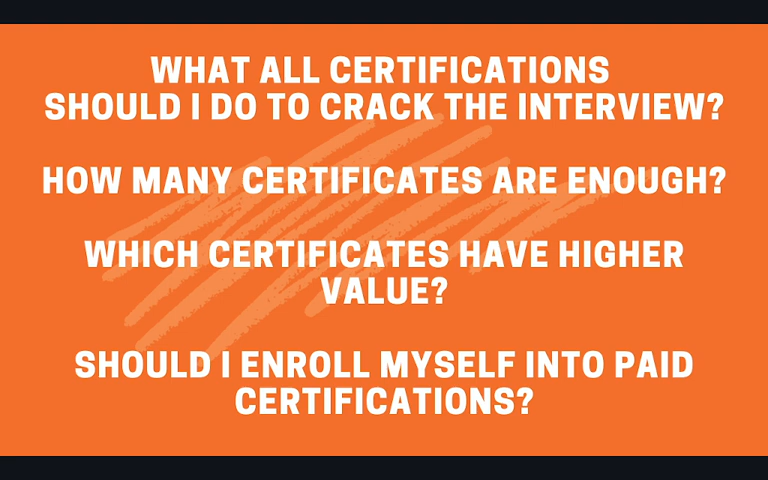 WHAT ALL CERTIFICATIONS
SHOULD I DO TO CRACK THE INTERVIEW?
HOW MANY CERTIFICATES ARE ENOUGH?
WHICH CERTIFICATES HAVE HIGHER
VALUE?
SHOULD I ENROLL MYSELF INTO PAID
CERTIFICATIONS?